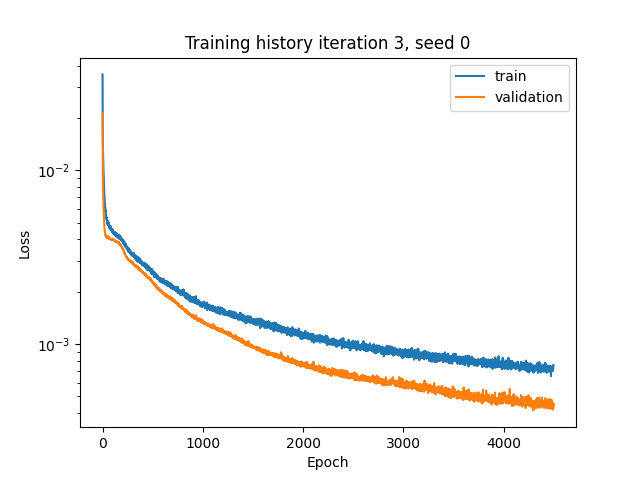 Training history iteration 3, seed 0
train
validation
10⁻²
10⁻³
Loss
0
1000
2000
3000
4000
Epoch